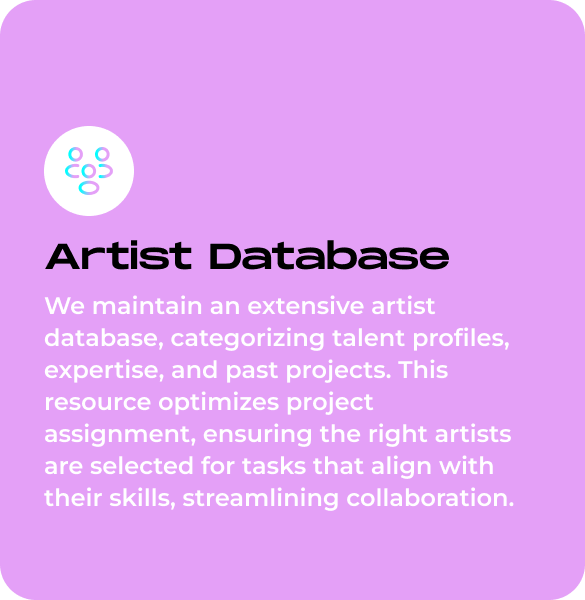 Artist Database
We maintain an extensive artist
database, categorizing talent profiles,
expertise, and past projects. This
resource optimizes project
assignment, ensuring the right artists
are selected for tasks that align with
their skills, streamlining collaboration.